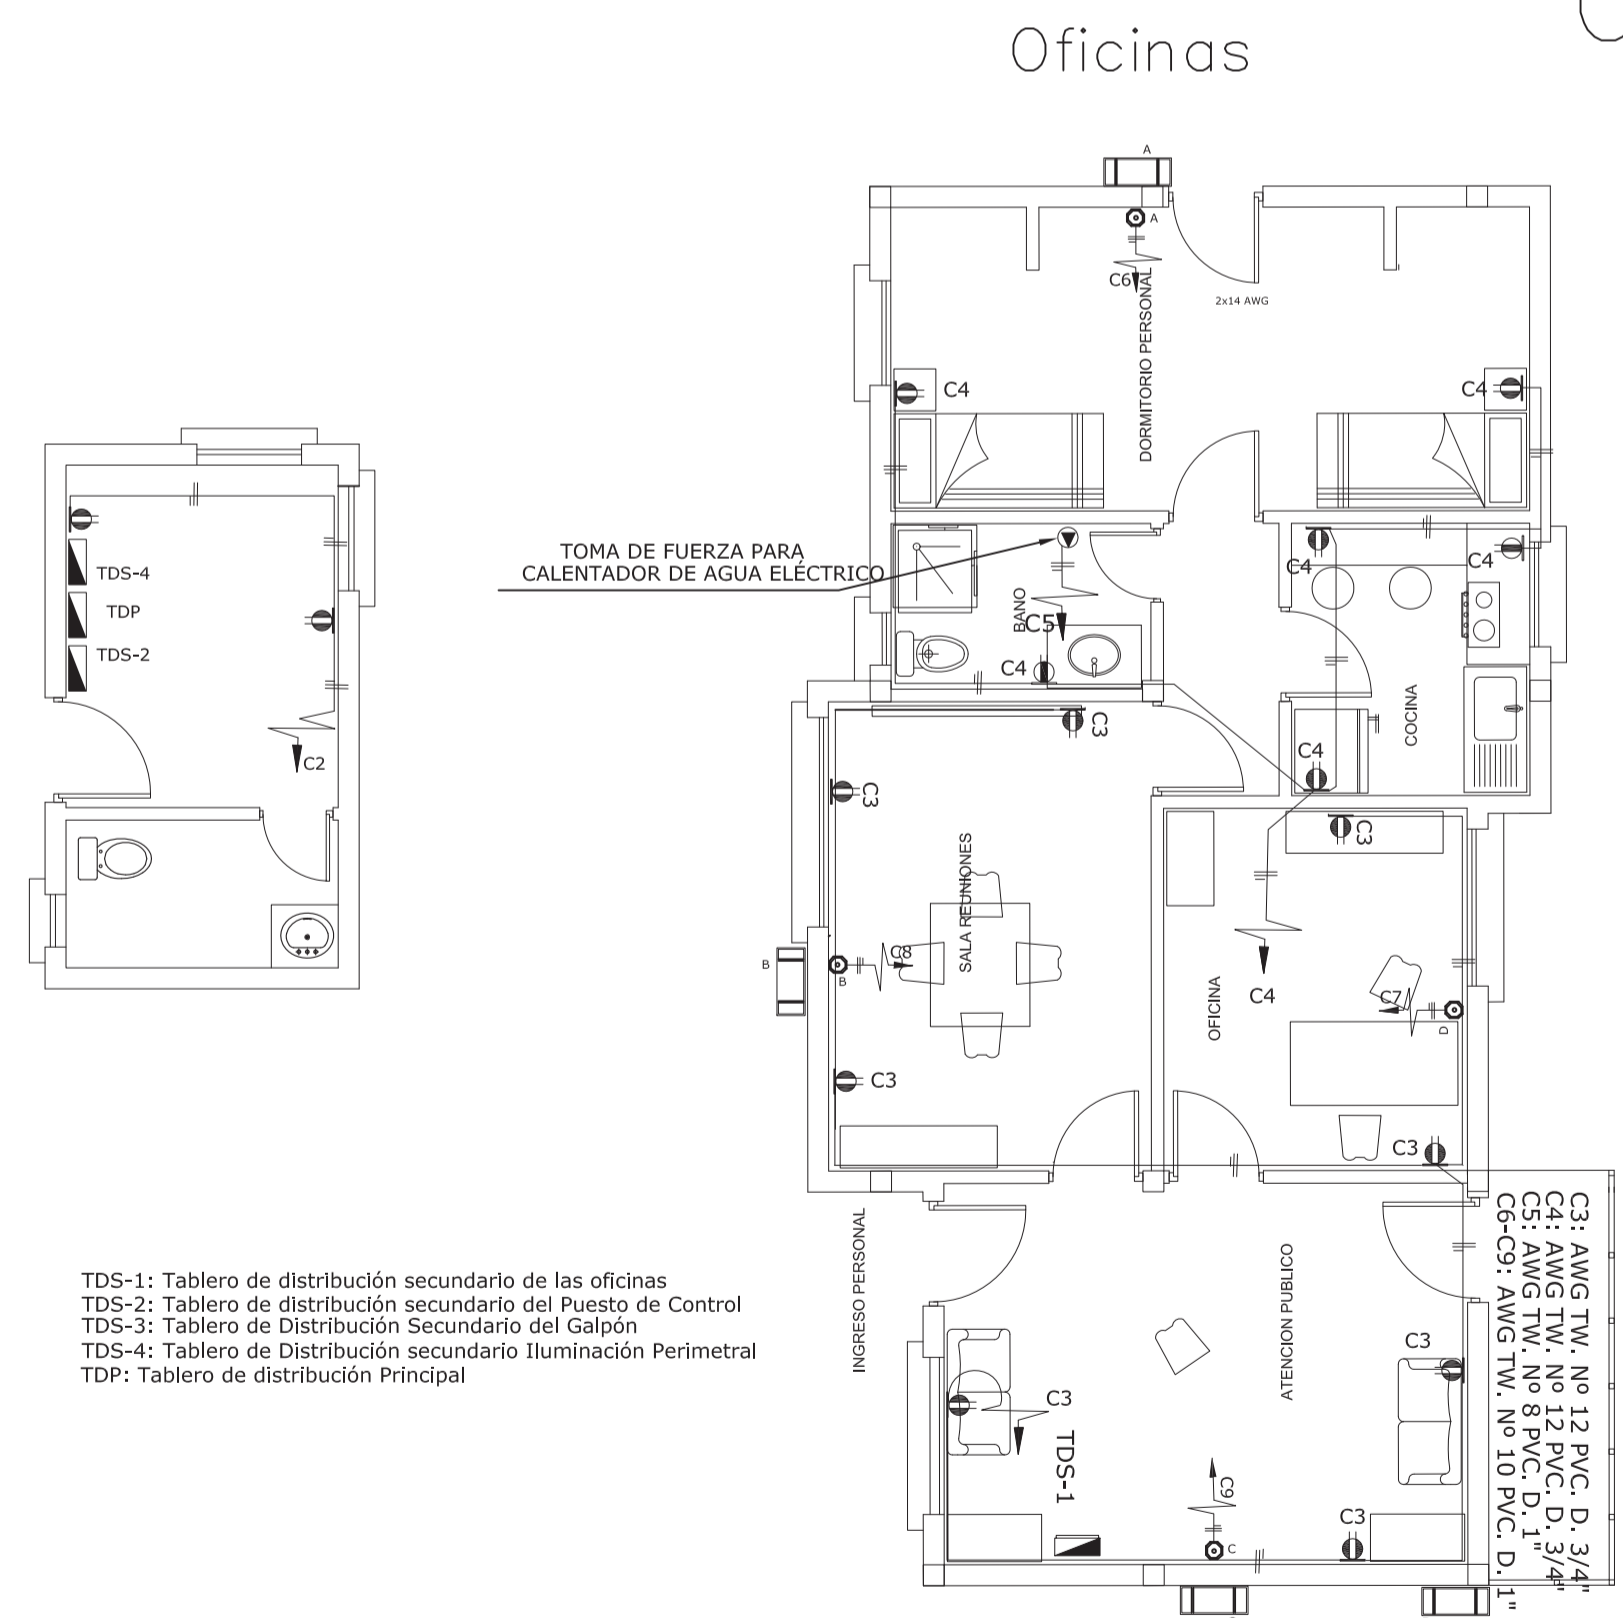 Oficinas
A
A
C6
DORMITORIO PERSONAL
2x14 AWG
C4
C4
TOMA DE FUERZA PARA
CALENTADOR DE AGUA ELÉCTRICO
C4
C4
BANO
C5
C4
COCINA
C4
TDS-4
TDP
TDS-2
C2
C3
C3
C3
SALA REUNIONES
B
B
C8
OFICINA
C4
C7
D
C3
C3
INGRESO PERSONAL
ATENCION PUBLICO
C3
C3
TDS-1
C9
C
C3
C3: AWG TW. Nº 12 PVC. D. 3/4"
C4: AWG TW. Nº 12 PVC. D. 3/4"
C5: AWG TW. Nº 8 PVC. D. 1"
C6-C9: AWG TW. Nº 10 PVC. D. 1"
TDS-1: Tablero de distribución secundario de las oficinas
TDS-2: Tablero de distribución secundario del Puesto de Control
TDS-3: Tablero de Distribución Secundario del Galpón
TDS-4: Tablero de Distribución secundario Iluminación Perimetral
TDP: Tablero de distribución Principal